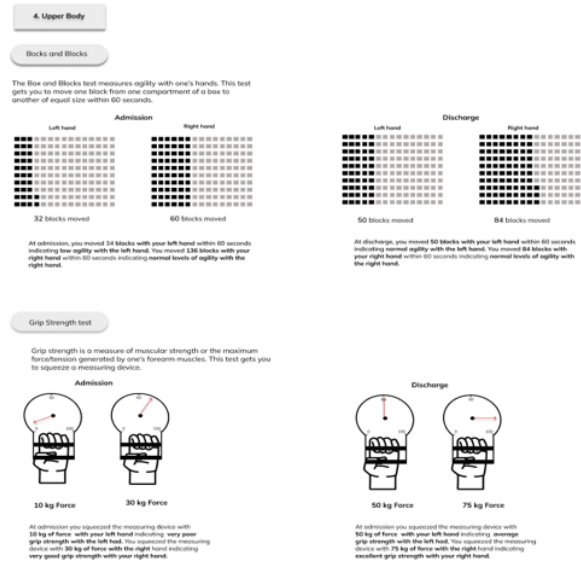 4. Upper Body
Bocks and Blocks
The Box and Blocks test measures agility with one's hands. This test
gets you to move one block from one compartment of a box to
another of equal size within 60 seconds.
Admission
Left hand
Right hand
32 blocks moved
60 blocks moved
At admission, you moved 34 blocks with your left hand within 60 seconds
indicating low agility with the left hand. You moved 136 blocks with your
right hand within 60 seconds indicating normal levels of agility with the
right hand.
Discharge
Left hand
Right hand
50 blocks moved
84 blocks moved
At discharge, you moved 50 blocks with your left hand within 60 seconds
indicating normal agility with the left hand. You moved 84 blocks with
your right hand within 60 seconds indicating normal levels of agility with
the right hand.
Grip Strength test
Grip strength is a measure of muscular strength or the maximum
force/tension generated by one's forearm muscles. This test gets you
to squeeze a measuring device.
Admission
10 kg Force
30 kg Force
At admission you squeezed the measuring device with
10 kg of force with your left hand indicating very poor
grip strength with the left had. You squeezed the measuring
device with 30 kg of force with the right hand indicating
very good grip strength with your right hand.
Discharge
50 kg Force
75 kg Force
At admission you squeezed the measuring device with
50 kg of force with your left hand indicating average
grip strength with the left had. You squeezed the measuring
device with 75 kg of force with the right hand indicating
excellent grip strength with your right hand.